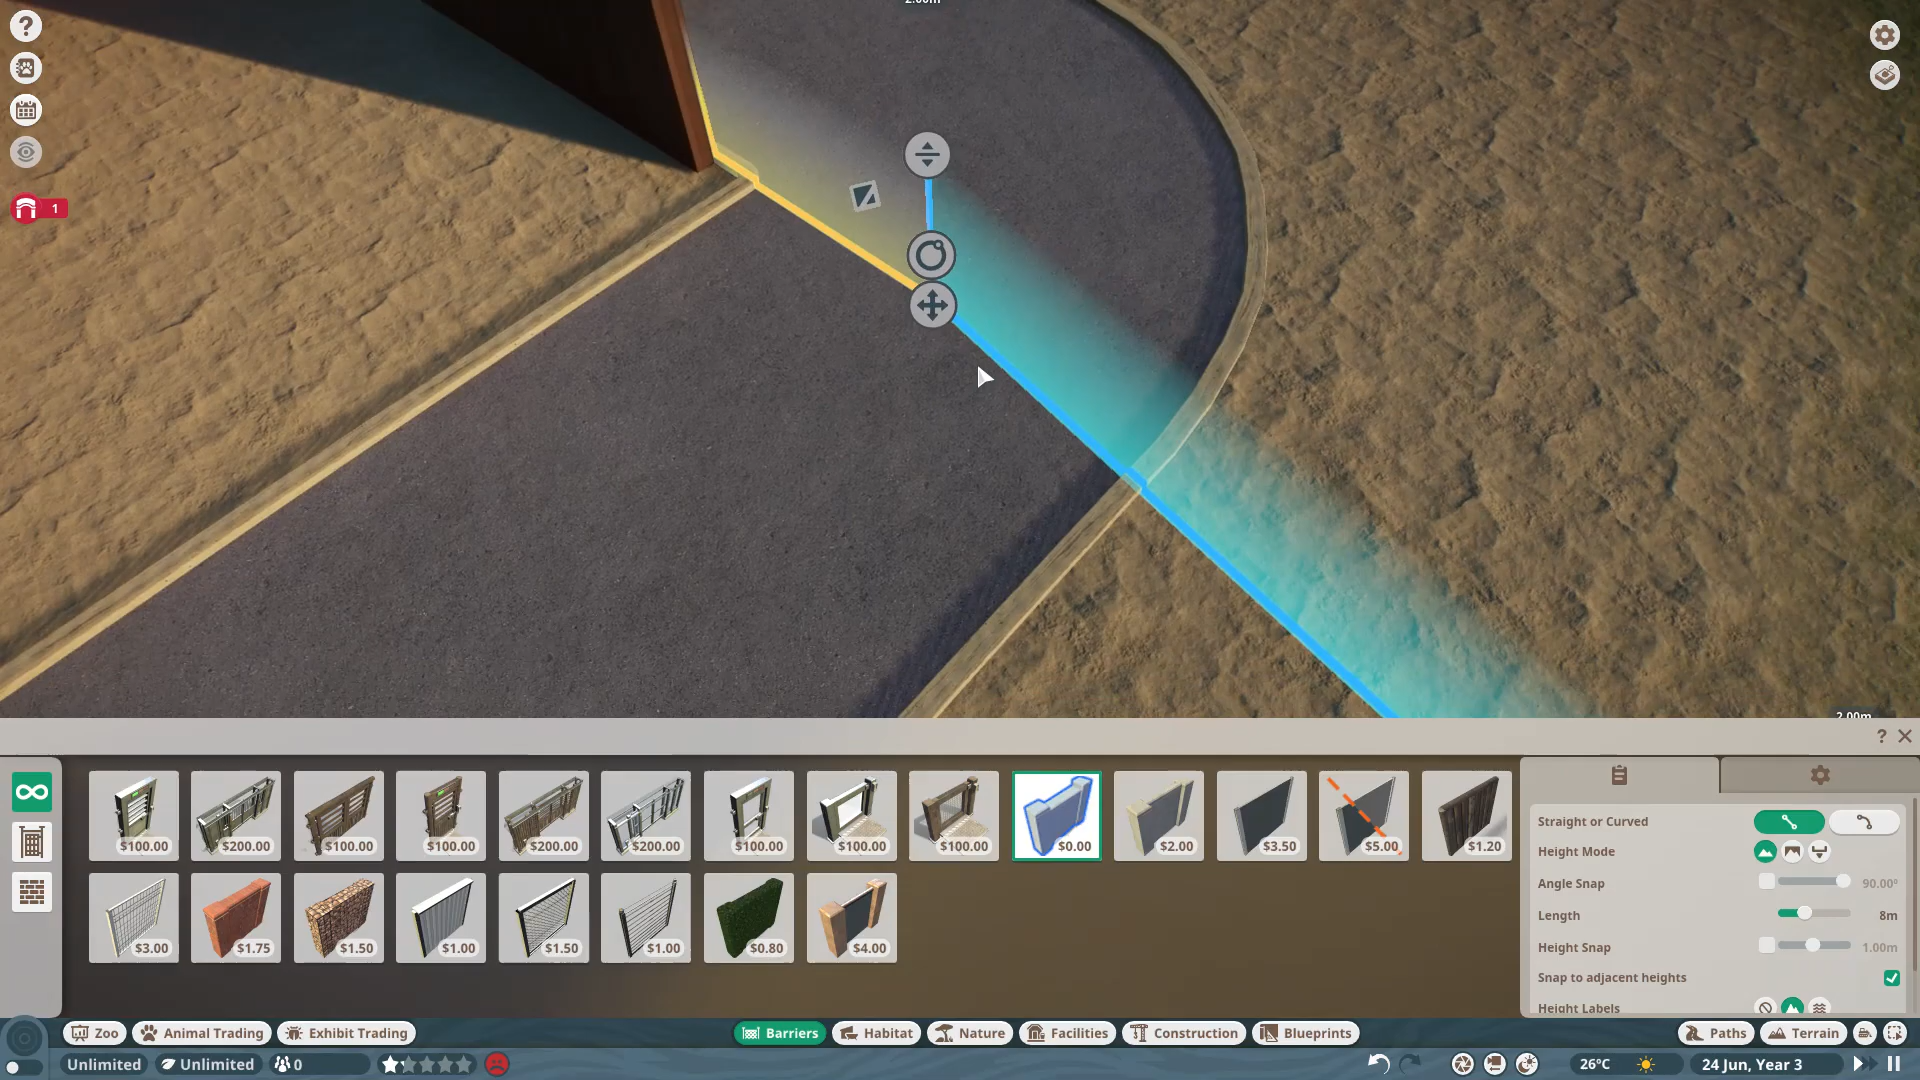 2.00m
1
2.00m
?
$100.00 $200.00 $100.00 $100.00 $200.00 $200.00 $100.00 $100.00 $100.00 $0.00 $2.00 $3.50 $5.00 $1.20
$3.00 $1.75 $1.50 $1.00 $1.50 $1.00 $0.80 $4.00
Straight or Curved
Height Mode
Angle Snap 90.00°
Length 8m
Height Snap 1.00m
Snap to adjacent heights
Height Labels
Zoo Animal Trading Exhibit Trading Barriers Habitat Nature Facilities Construction Blueprints Paths Terrain
Unlimited Unlimited 0 26°C 24 Jun, Year 3